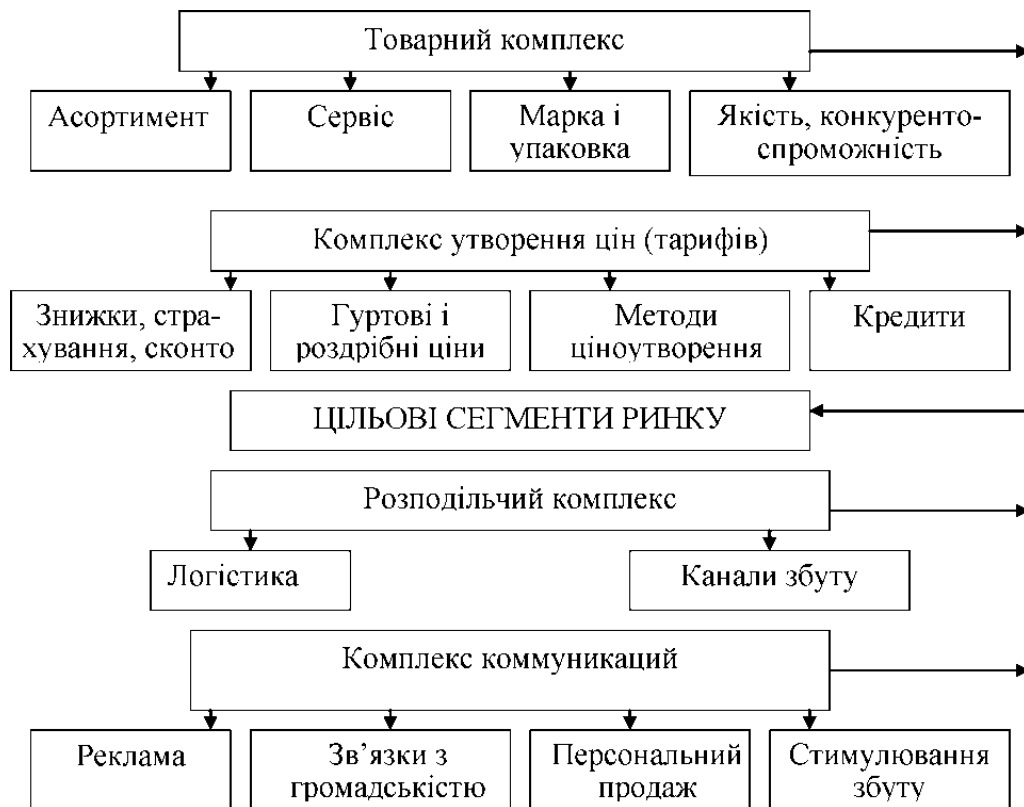 Товарний комплекс
Асортимент
Сервіс
Марка і
упаковка
Якість, конкуренто-
спроможність
Комплекс утворення цін (тарифів)
Знижки, стра-
хування, сконто
Гуртові і
роздрібні ціни
Методи
ціноутворення
Кредити
ЦІЛЬОВІ СЕГМЕНТИ РИНКУ
Розподільчий комплекс
Логістика
Канали збуту
Комплекс коммуникаций
Реклама
Зв’язки з
громадськістю
Персональний
продаж
Стимулювання
збуту